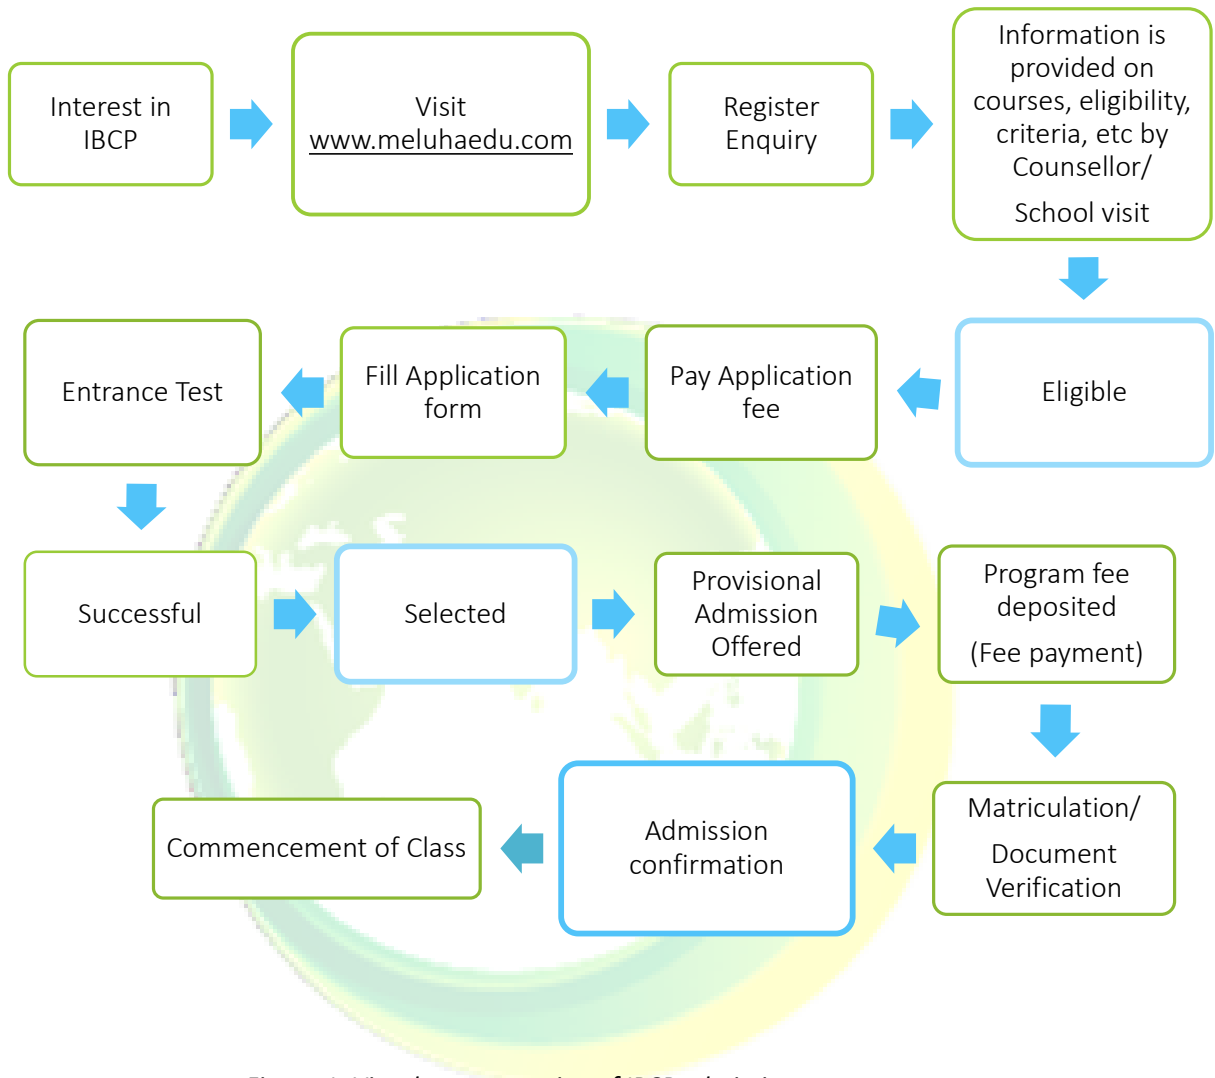 Interest in
IBCP
Visit
www.meluhaedu.com
Register
Enquiry
Information is
provided on
courses, eligibility,
criteria, etc by
Counsellor/
School visit
Eligible
Pay Application
fee
Fill Application
form
Entrance Test
Successful
Selected
Provisional
Admission
Offered
Program fee
deposited
(Fee payment)
Matriculation/
Document
Verification
Admission
confirmation
Commencement of Class